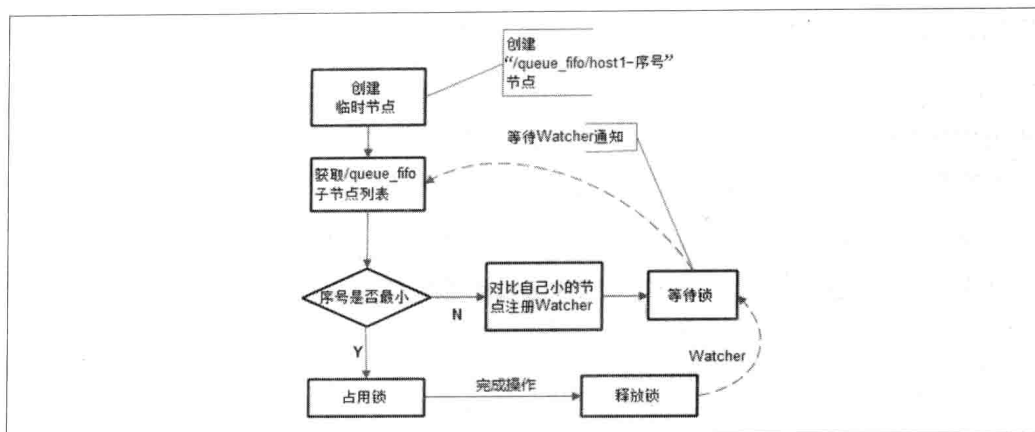 创建
“/queue_fifo/host1-序号”
节点
创建
临时节点
等待Watcher通知
获取/queue_fifo
子节点列表
序号是否最小
N
对比自己小的节
点注册Watcher
等待锁
Y
Watcher
占用锁
完成操作
释放锁